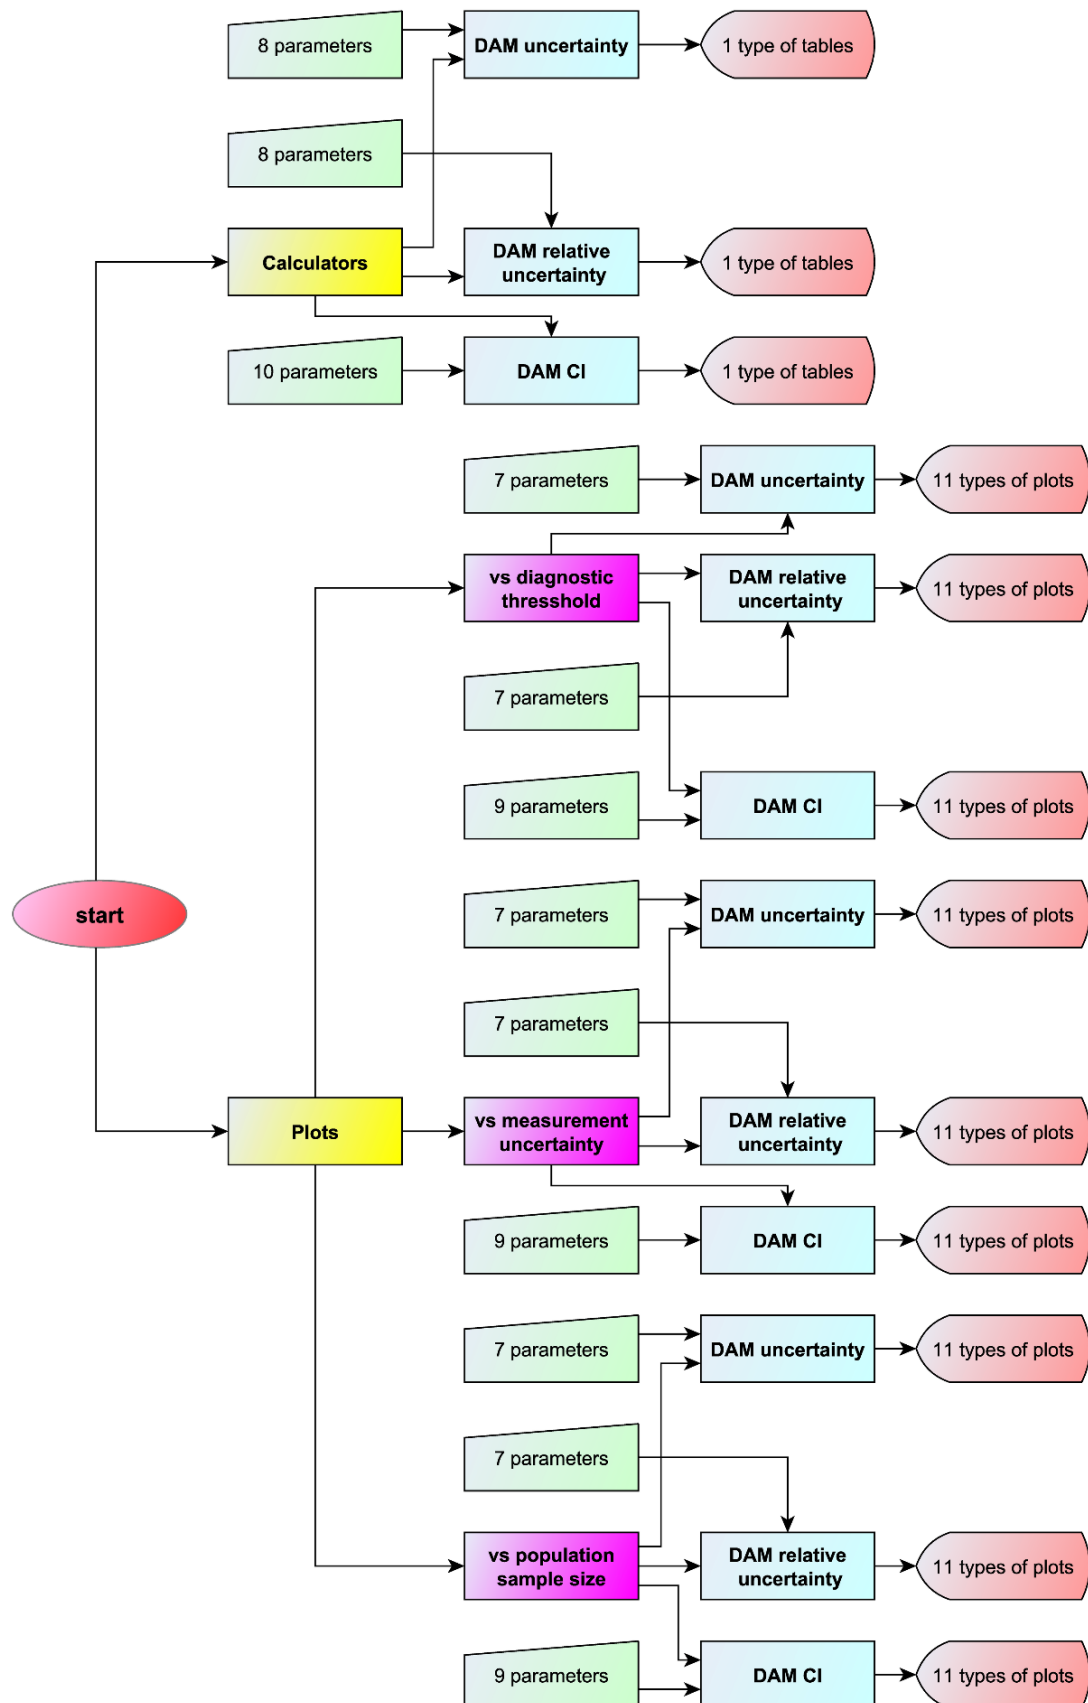 8 parameters
DAM uncertainty
1 type of tables
8 parameters
Calculators
DAM relative
uncertainty
1 type of tables
10 parameters
DAM CI
1 type of tables
7 parameters
DAM uncertainty
11 types of plots
vs diagnostic
thresshold
DAM relative
uncertainty
11 types of plots
7 parameters
9 parameters
DAM CI
11 types of plots
start
7 parameters
DAM uncertainty
11 types of plots
7 parameters
Plots
vs measurement
uncertainty
DAM relative
uncertainty
11 types of plots
9 parameters
DAM CI
11 types of plots
7 parameters
DAM uncertainty
11 types of plots
7 parameters
vs population
sample size
DAM relative
uncertainty
11 types of plots
9 parameters
DAM CI
11 types of plots